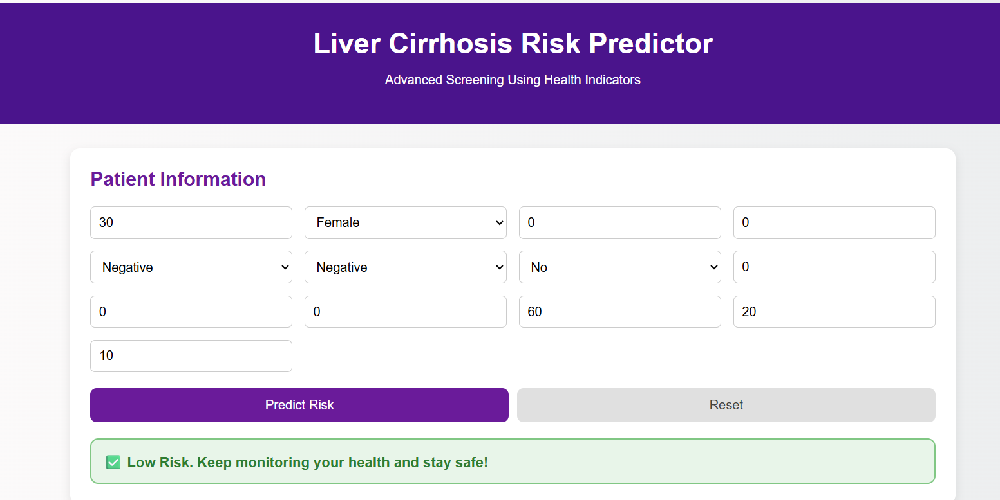 Liver Cirrhosis Risk Predictor
Advanced Screening Using Health Indicators
Patient Information
30 Female 0 0
Negative Negative No 0
0 0 60 20
10
Predict Risk Reset
✅ Low Risk. Keep monitoring your health and stay safe!